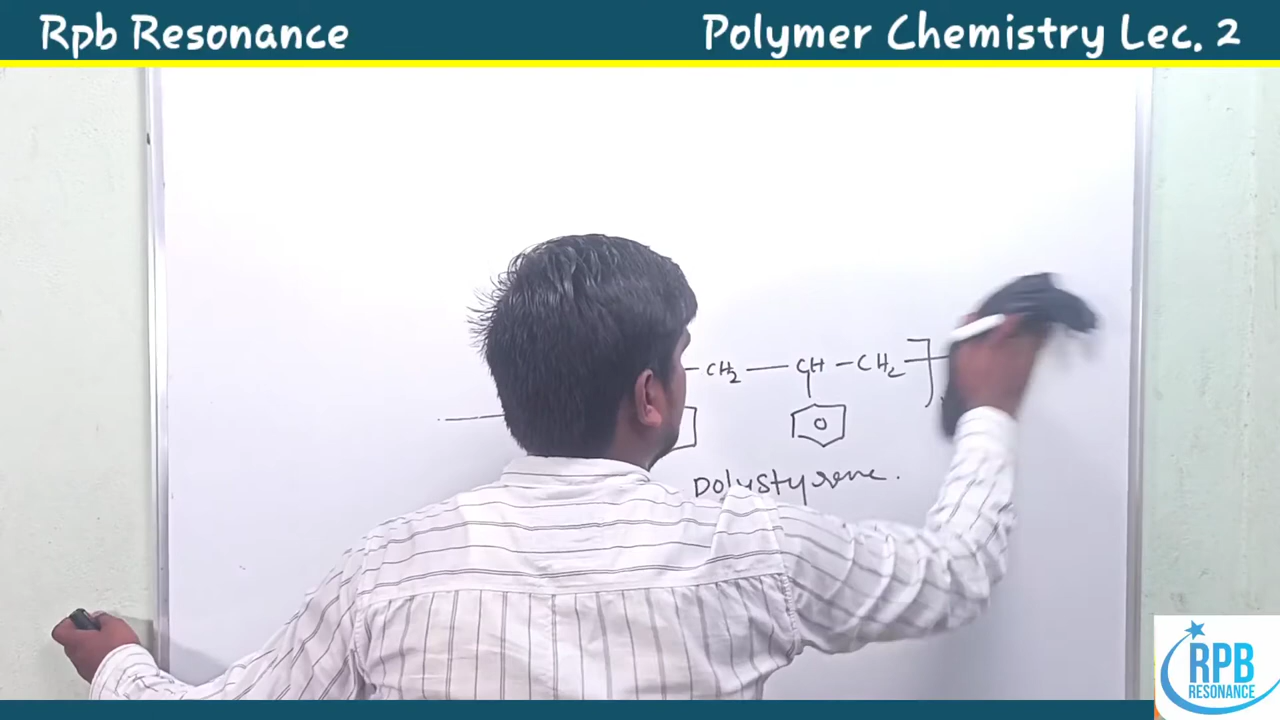 Rpb Resonance
Polymer Chemistry Lec. 2
- CH2 — CH - CH2 ]
polystyrene.
RPB
RESONANCE